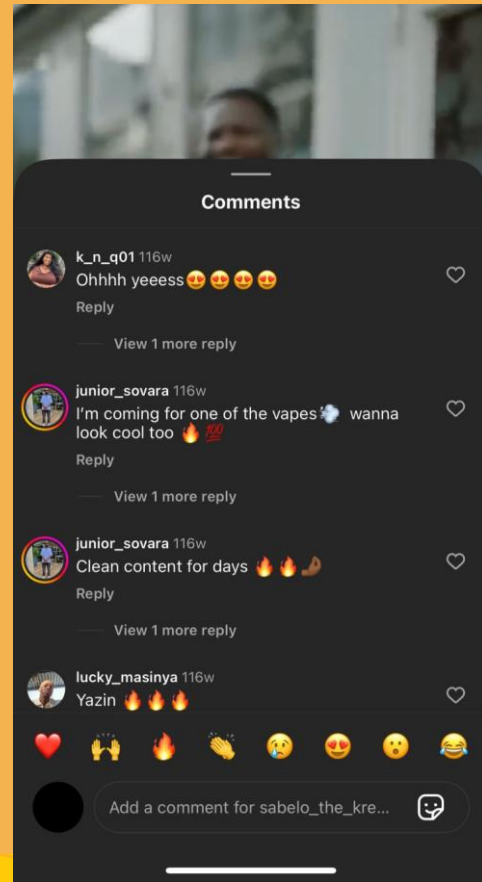 Comments
k_n_q01 116w
Ohhhh yeeess😍😍😍😍
Reply
View 1 more reply
junior_sovara 116w
I'm coming for one of the vapes💨 wanna
look cool too 🔥💯
Reply
View 1 more reply
junior_sovara 116w
Clean content for days 🔥🔥🤌🏾
Reply
View 1 more reply
lucky_masinya 116w
Yazin 🔥🔥🔥
❤️🙌🔥👏😢😍😮😂
Add a comment for sabelo_the_kre...